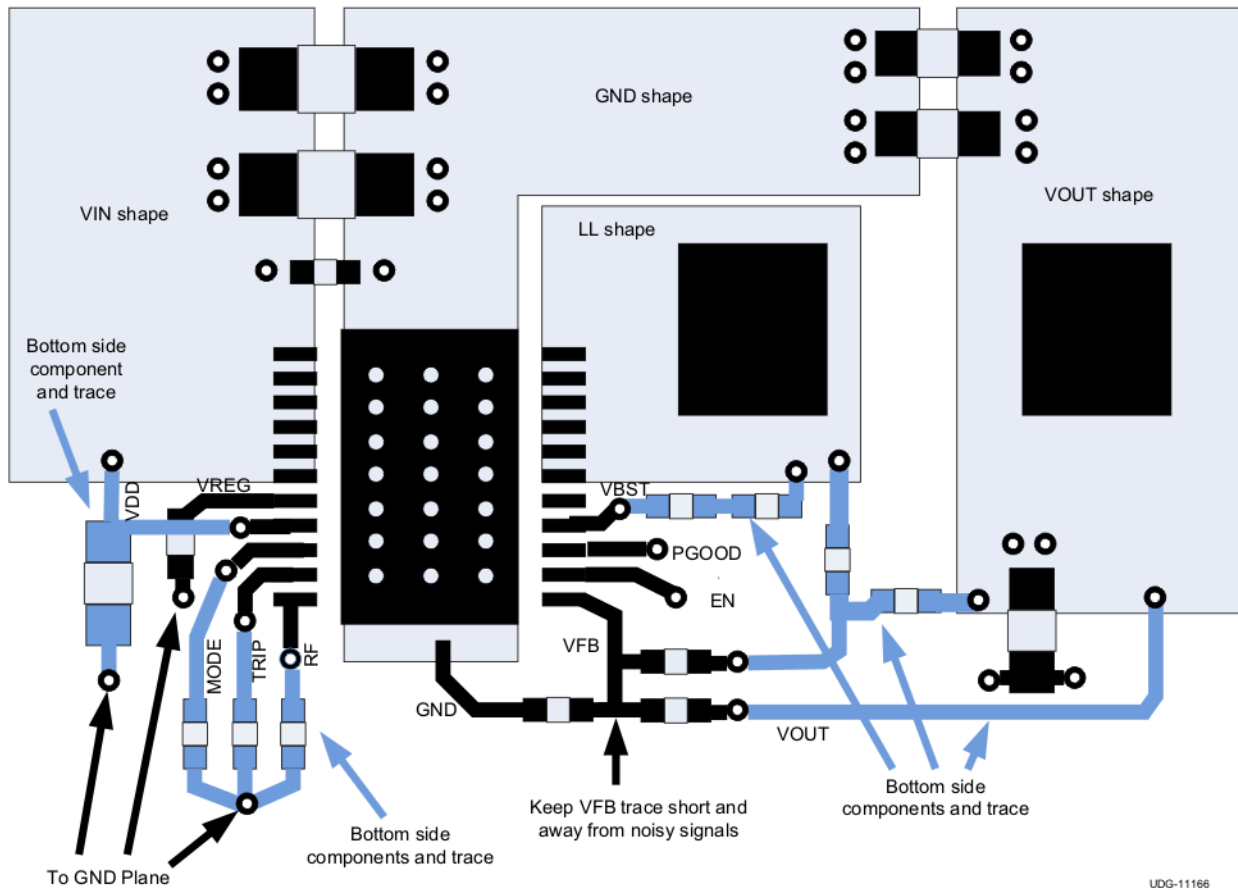 GND shape
VIN shape
VOUT shape
LL shape
Bottom side
component
and trace
VDD
VREG
VBST
PGOOD
EN
VFB
MODE
TRIP
RF
GND
VOUT
Keep VFB trace short and
away from noisy signals
Bottom side
components and trace
Bottom side
components and trace
To GND Plane
UDG-11166